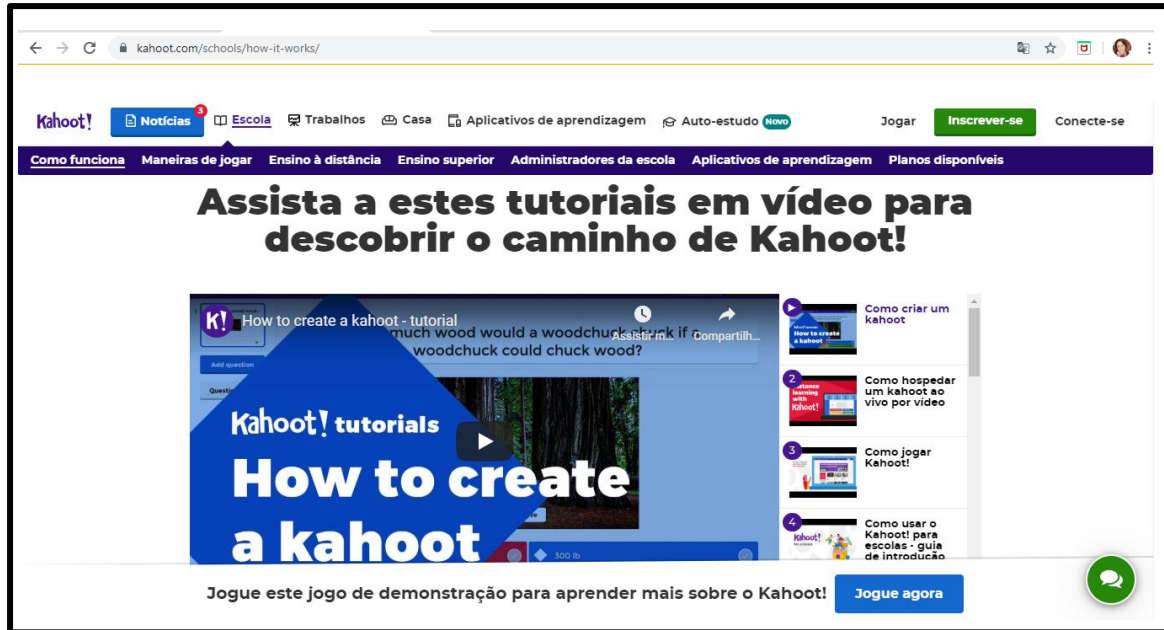 kahoot.com/schools/how-it-works/
Kahoot! Notícias 3 Escola Trabalhos Casa Aplicativos de aprendizagem Auto-estudo Novo Jogar Inscrever-se Conecte-se
Como funciona Maneiras de jogar Ensino à distância Ensino superior Administradores da escola Aplicativos de aprendizagem Planos disponíveis
Assista a estes tutoriais em vídeo para
descobrir o caminho de Kahoot!
K! How to create a kahoot - tutorial
much wood would a woodchuck chuck if a
woodchuck could chuck wood?
Assistir m... Compartilh...
Add question
Kahoot! tutorials
How to create
a kahoot
300 lb
Como criar um
kahoot
How to create
a kahoot
2
Como hospedar
um kahoot ao
vivo por vídeo
learning
with
Kahoot!
3
Como jogar
Kahoot!
4
Como usar o
Kahoot! para
escolas - guia
de introdução
Kahoot!
Jogue este jogo de demonstração para aprender mais sobre o Kahoot! Jogue agora